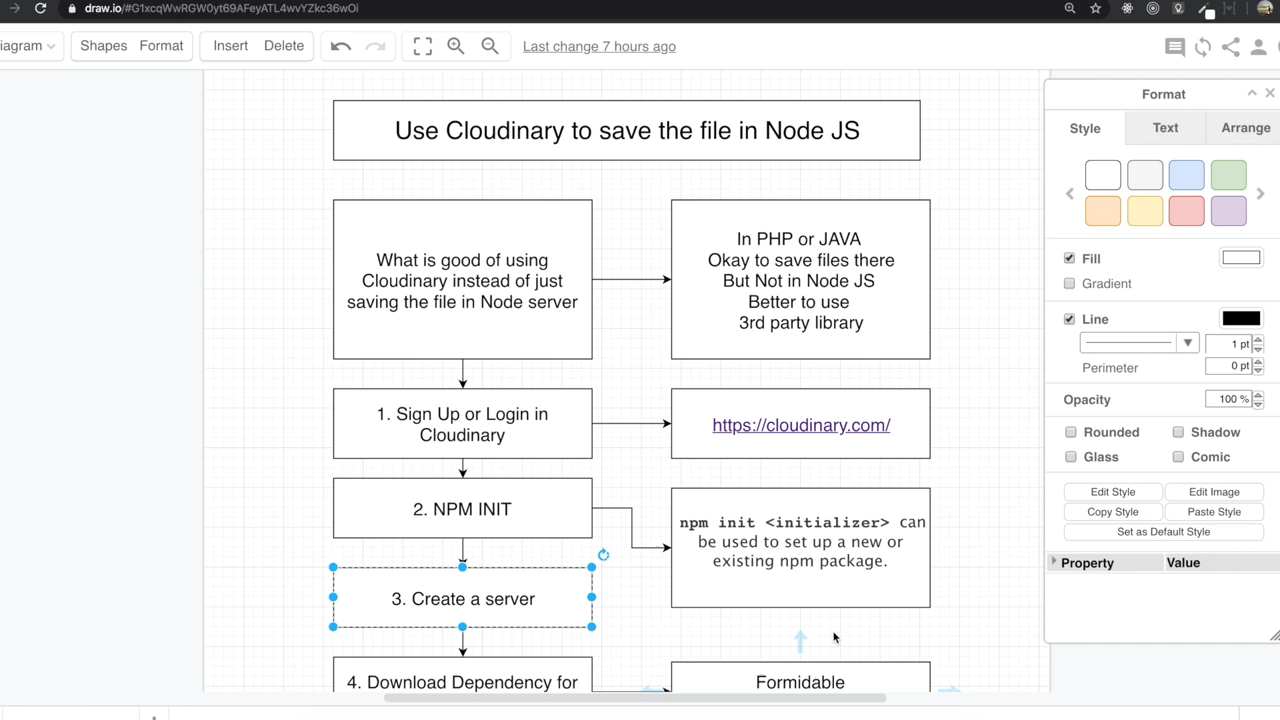 draw.io/#G1xcqWwRGW0yt69AFeyATL4wvYZkc36wOi
iagram
Shapes
Format
Insert
Delete
Last change 7 hours ago
Use Cloudinary to save the file in Node JS
What is good of using
Cloudinary instead of just
saving the file in Node server
In PHP or JAVA
Okay to save files there
But Not in Node JS
Better to use
3rd party library
1. Sign Up or Login in
Cloudinary
https://cloudinary.com/
2. NPM INIT
npm init <initializer> can
be used to set up a new or
existing npm package.
3. Create a server
4. Download Dependency for
Formidable
Format
Style
Text
Arrange
Fill
Gradient
Line
1 pt
Perimeter
0 pt
Opacity
100 %
Rounded
Shadow
Glass
Comic
Edit Style
Edit Image
Copy Style
Paste Style
Set as Default Style
Property
Value